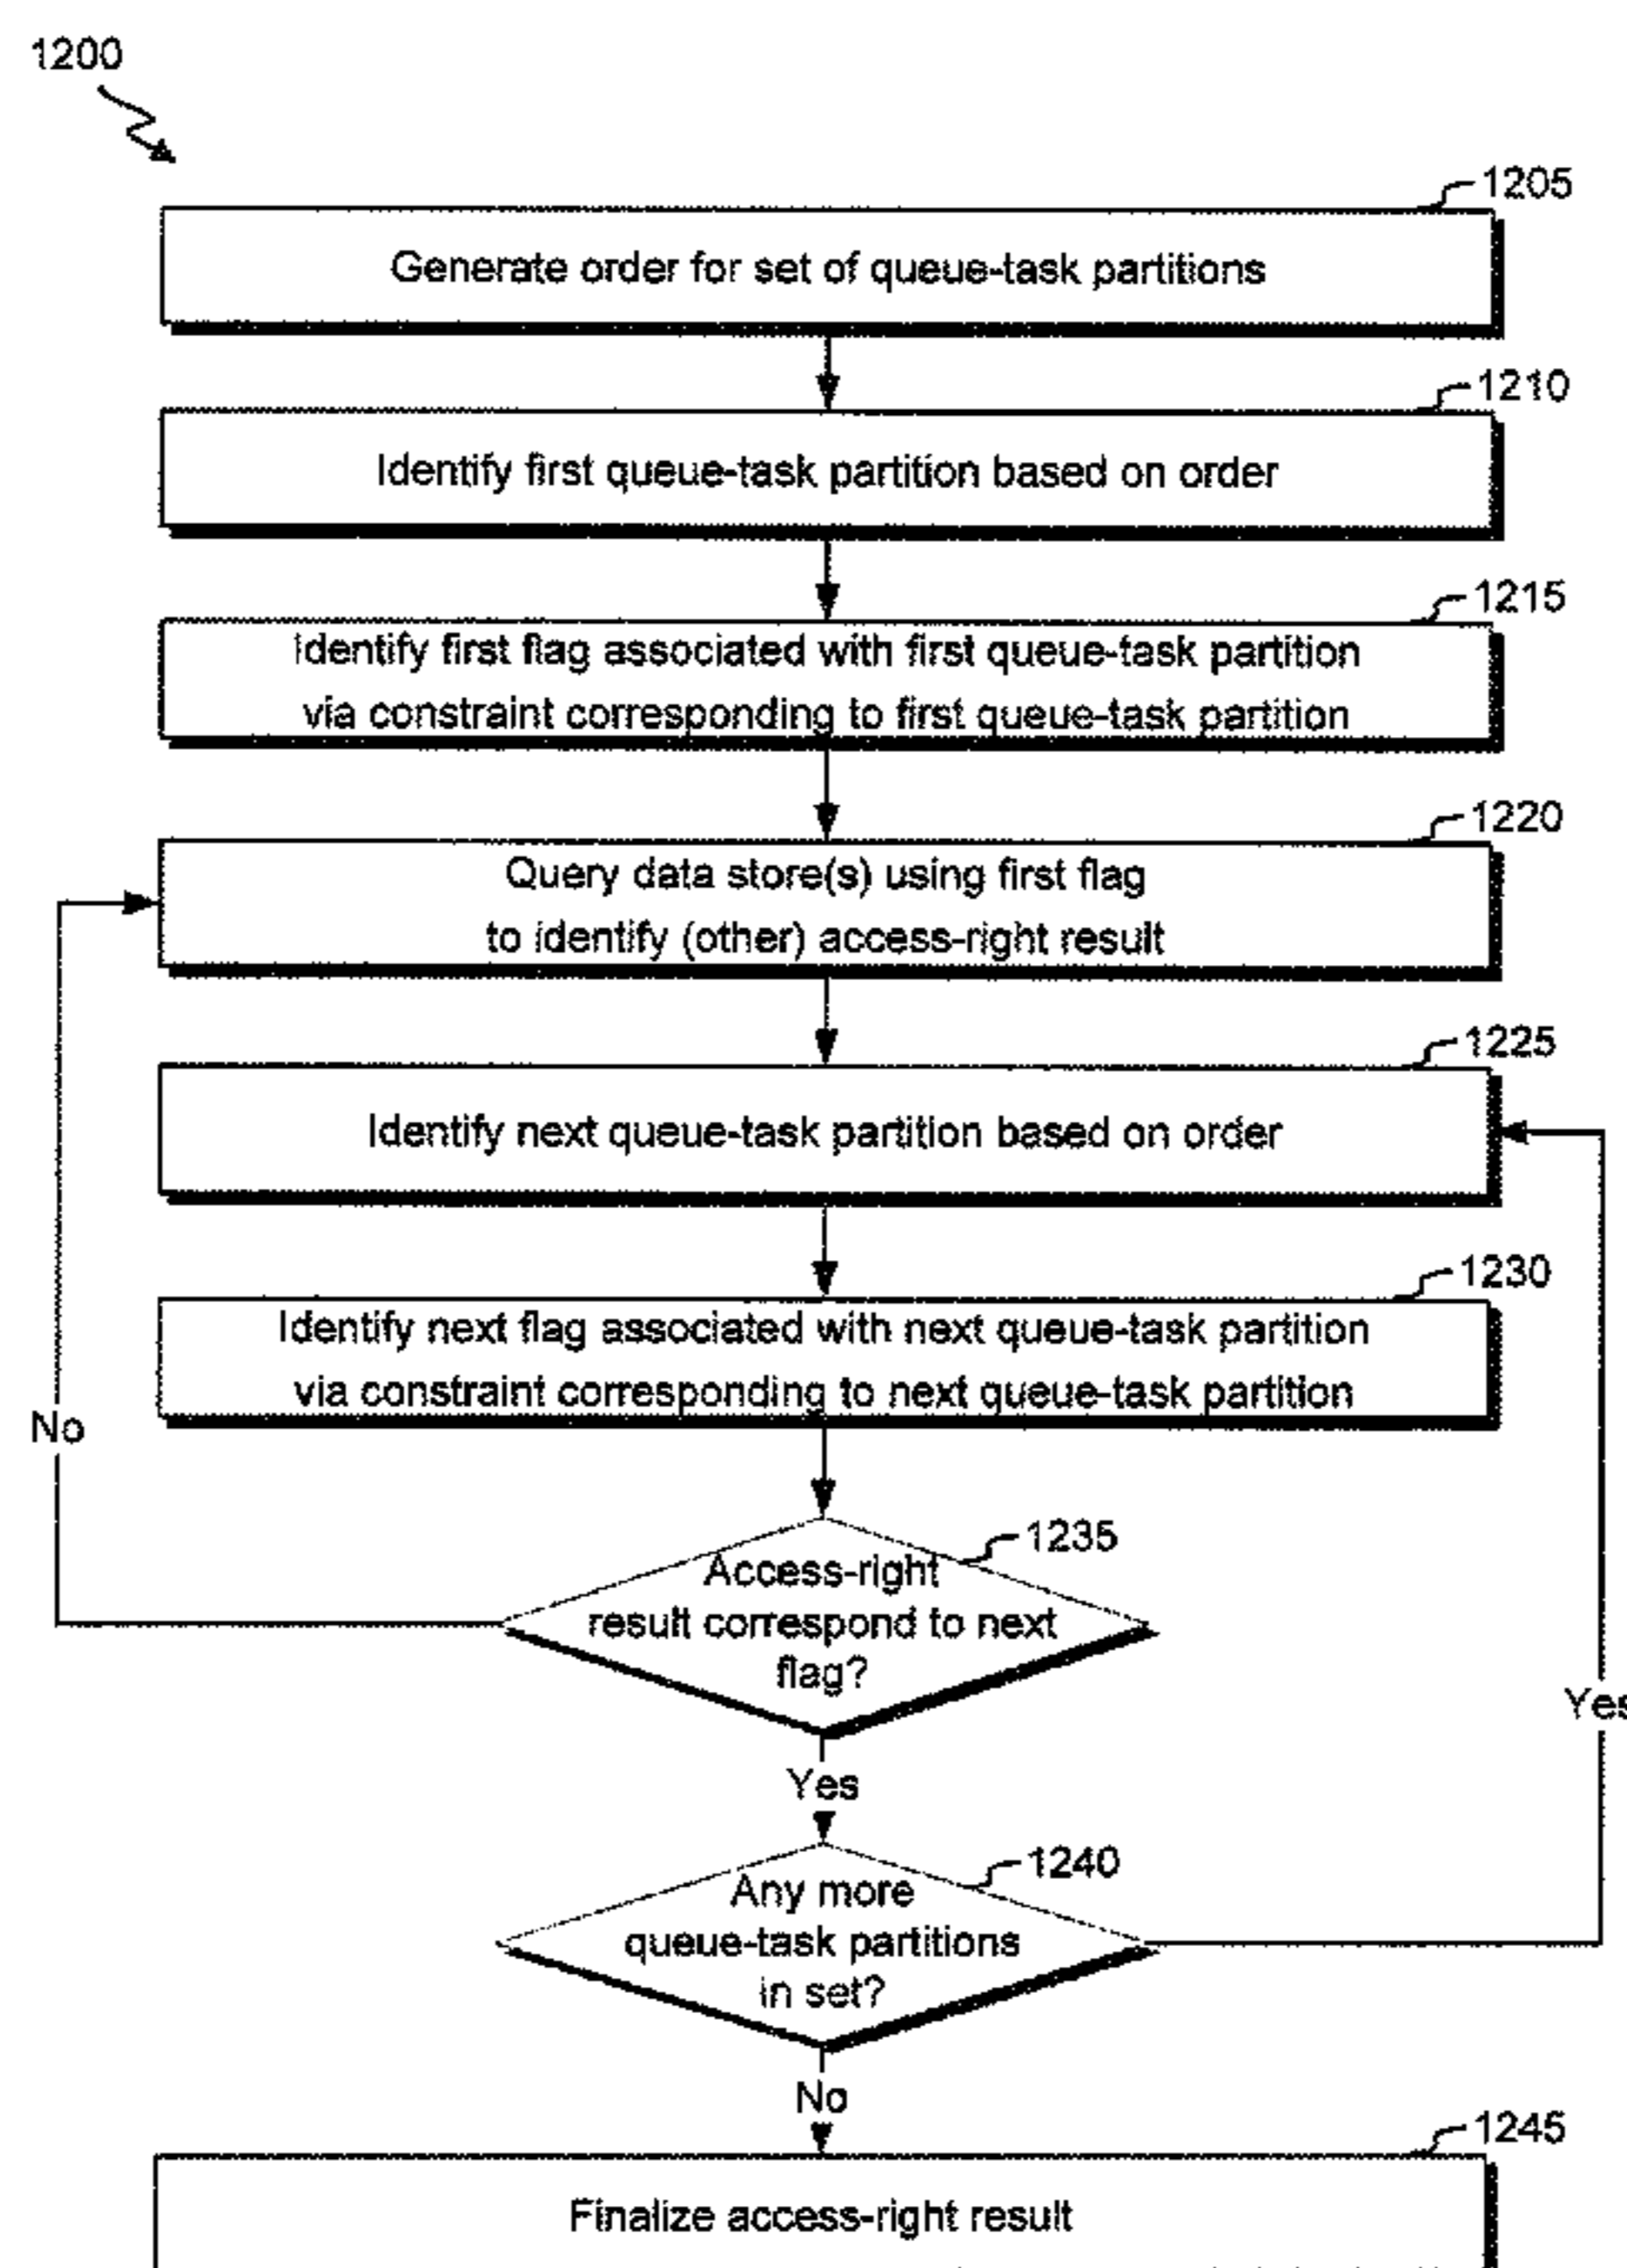 1200
1205
Generate order for set of queue-task partitions
1210
Identify first queue-task partition based on order
1215
Identify first flag associated with first queue-task partition
via constraint corresponding to first queue-task partition
1220
Query data store(s) using first flag
to identify (other) access-right result
1225
Identify next queue-task partition based on order
1230
Identify next flag associated with next queue-task partition
via constraint corresponding to next queue-task partition
No
1235
Access-right
result correspond to next
flag?
Yes
Yes
1240
Any more
queue-task partitions
in set?
No
1245
Finalize access-right result